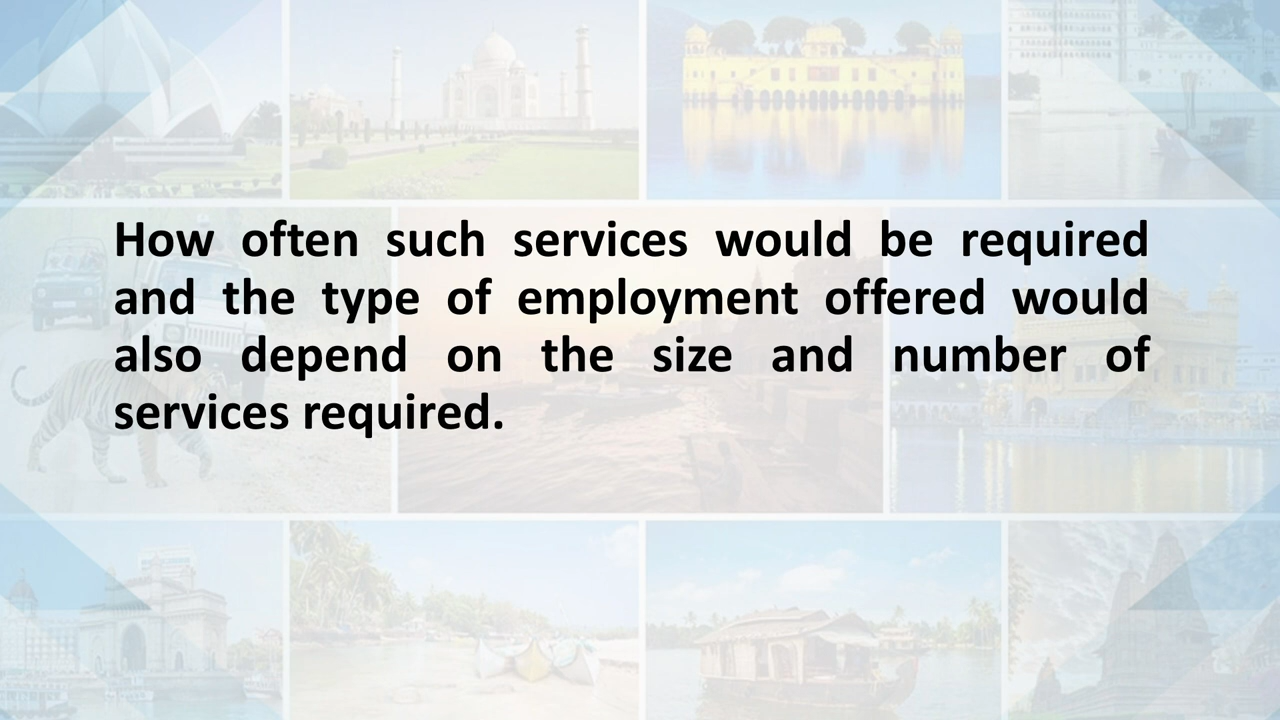 How often such services would be required
and the type of employment offered would
also depend on the size and number of
services required.